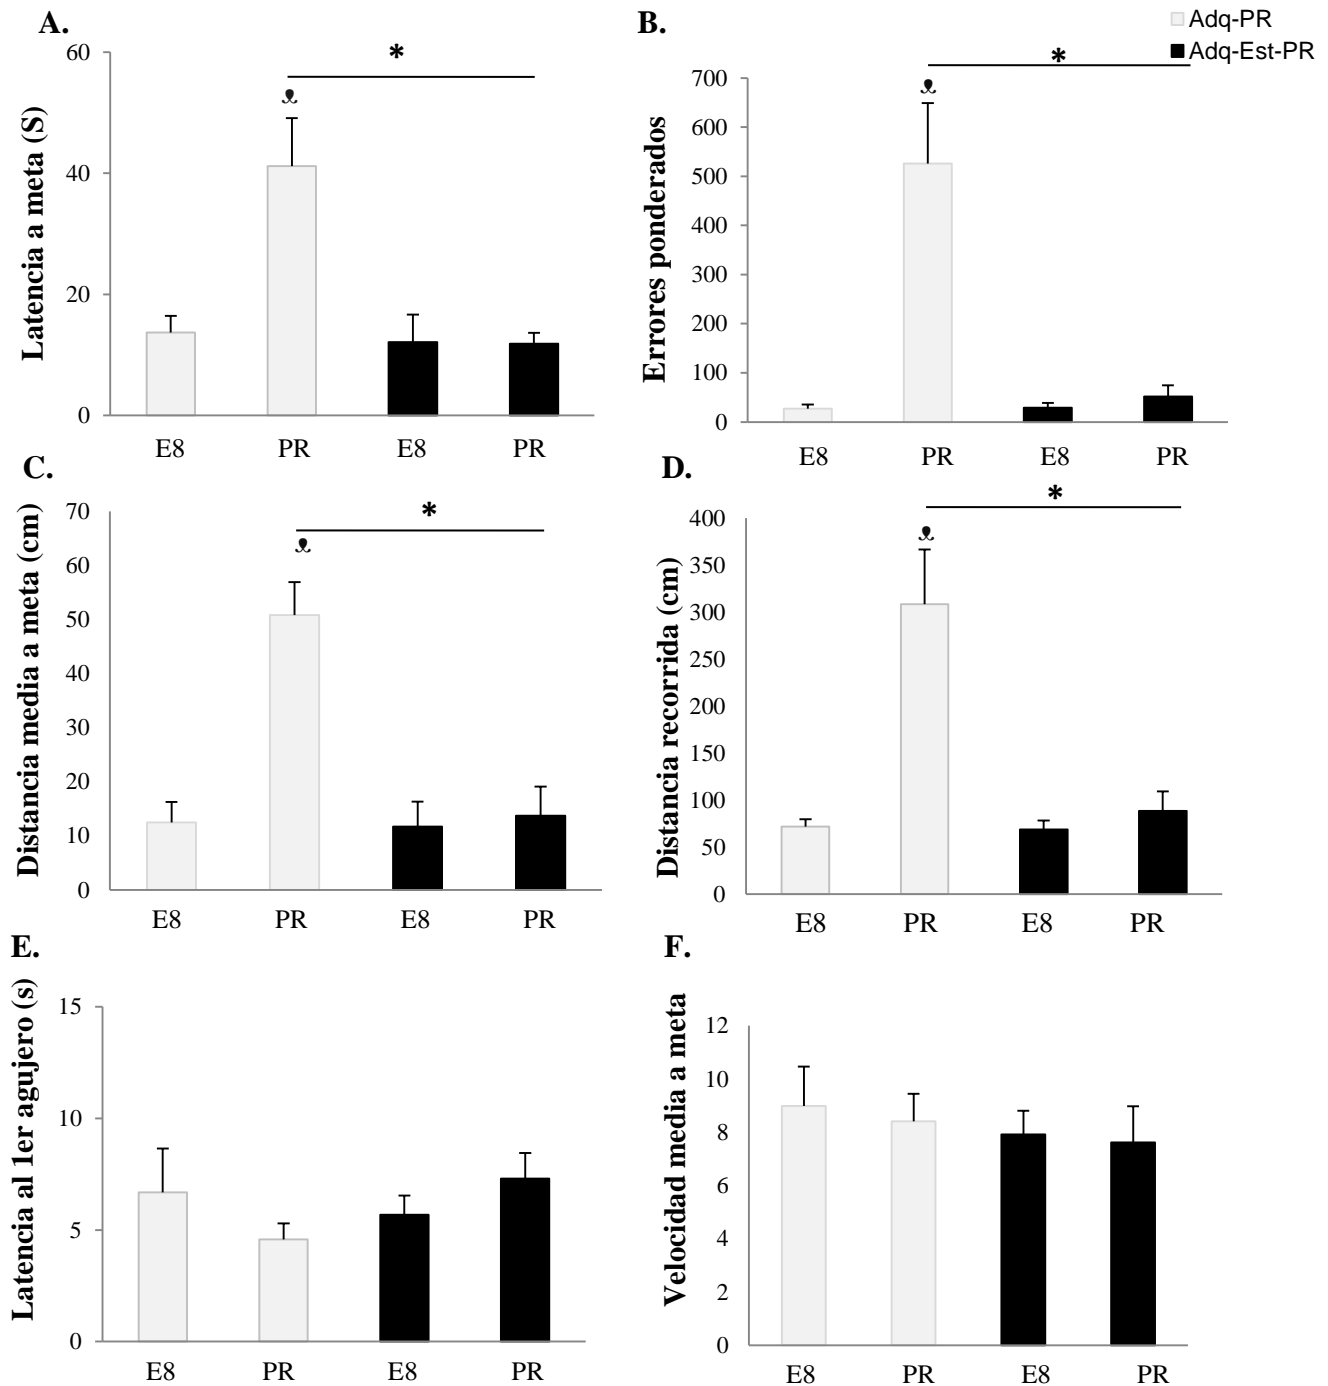 A.
Latencia a meta (S)
60
40
20
0
*
ᴥ
E8 PR E8 PR
B.
Adq-PR
Adq-Est-PR
Errores ponderados
700
600
500
400
300
200
100
0
*
ᴥ
E8 PR E8 PR
C.
Distancia media a meta (cm)
70
60
50
40
30
20
10
0
*
ᴥ
E8 PR E8 PR
D.
Distancia recorrida (cm)
400
350
300
250
200
150
100
50
0
*
ᴥ
E8 PR E8 PR
E.
Latencia al 1er agujero (s)
15
10
5
0
E8 PR E8 PR
F.
Velocidad media a meta
12
10
8
6
4
2
0
E8 PR E8 PR